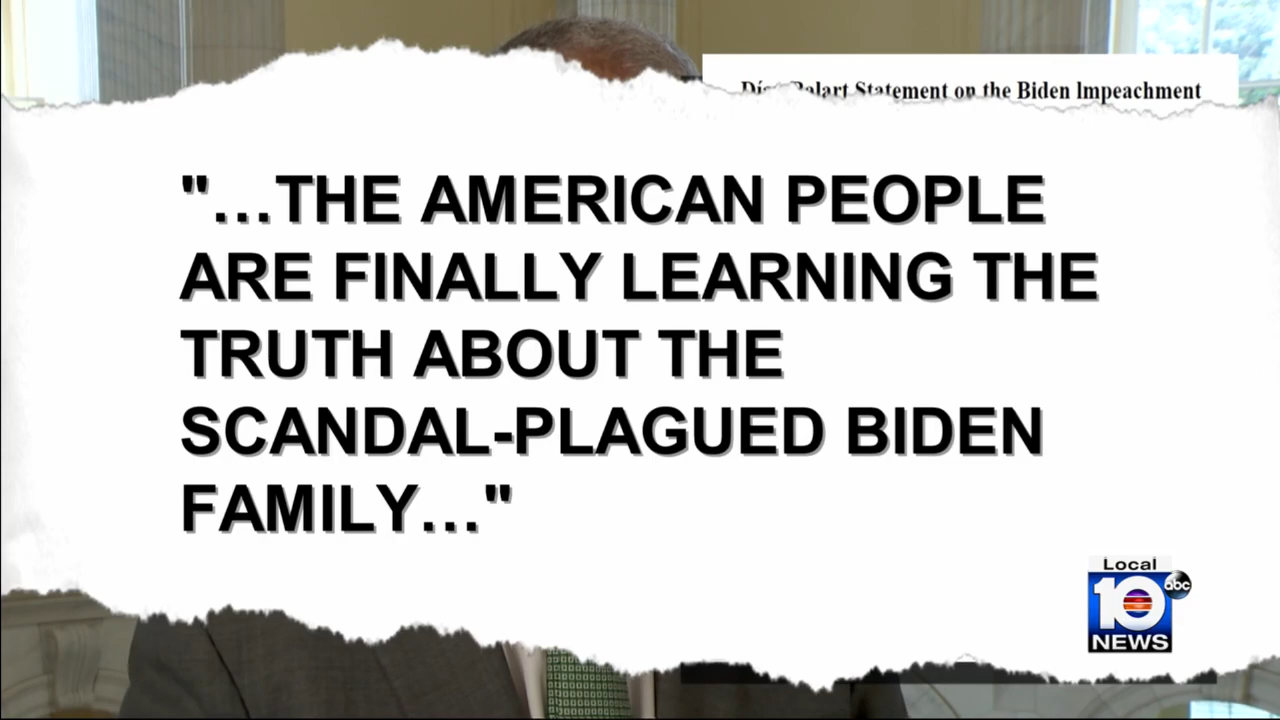 Statement on the Biden Impeachment
"...THE AMERICAN PEOPLE
ARE FINALLY LEARNING THE
TRUTH ABOUT THE
SCANDAL-PLAGUED BIDEN
FAMILY..."
Local
10
abc
NEWS